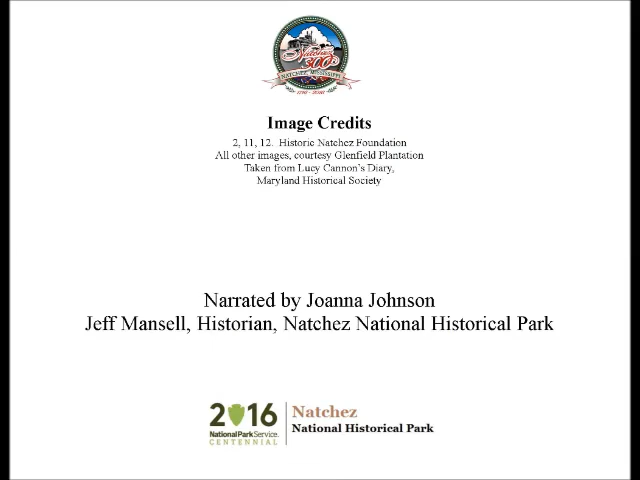 Natchez
300
NATCHEZ, MISSISSIPPI
1716 - 2016
Image Credits
2, 11, 12.  Historic Natchez Foundation
All other images, courtesy Glenfield Plantation
Taken from Lucy Cannon's Diary,
Maryland Historical Society
Narrated by Joanna Johnson
Jeff Mansell, Historian, Natchez National Historical Park
2016
National Park Service
CENTENNIAL
Natchez
National Historical Park